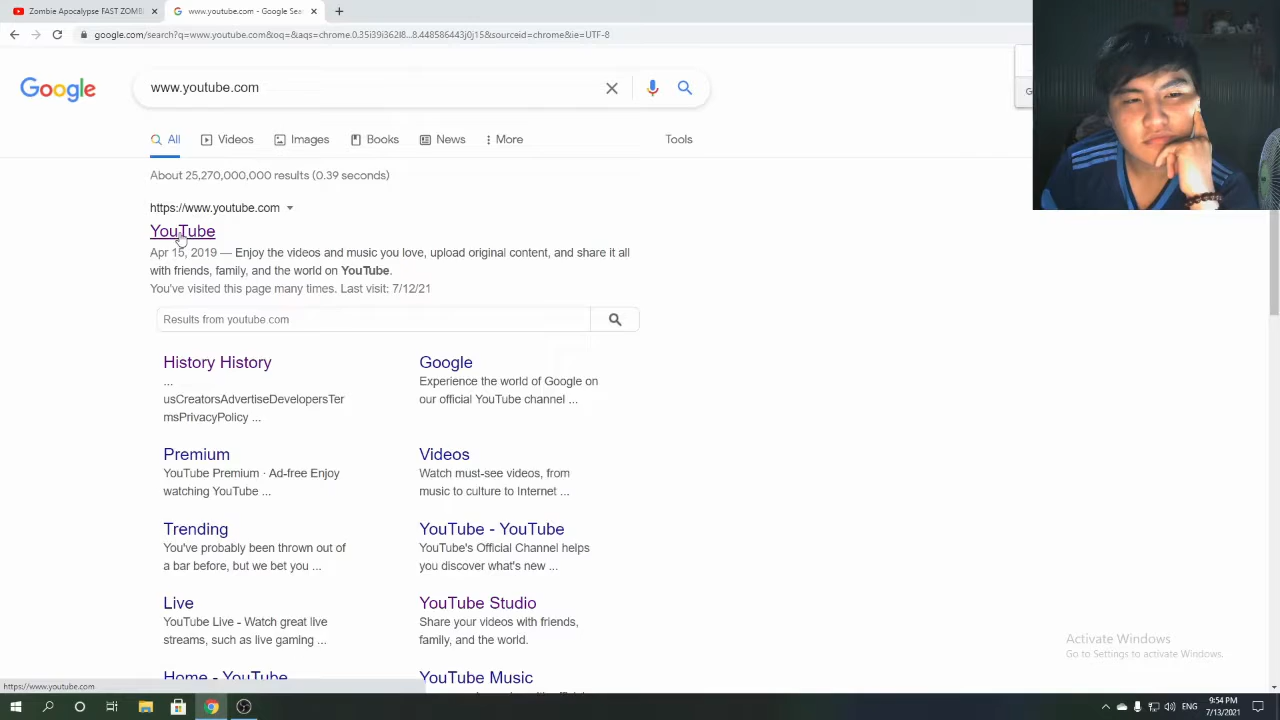 Zombie Apocalypse FAST ZOMBI
www.youtube.com - Google Sea
google.com/search?q=www.youtube.com&oq=&aqs=chrome.0.35i39i362l8...8.448586443j0j15&sourceid=chrome&ie=UTF-8
Google
www.youtube.com
All
Videos
Images
Books
News
More
Tools
About 25,270,000,000 results (0.39 seconds)
https://www.youtube.com
YouTube
Apr 15, 2019 — Enjoy the videos and music you love, upload original content, and share it all
with friends, family, and the world on YouTube.
You've visited this page many times. Last visit: 7/12/21
Results from youtube.com
History History
...
usCreatorsAdvertiseDevelopersTer
msPrivacyPolicy ...
Google
Experience the world of Google on
our official YouTube channel ...
Premium
YouTube Premium · Ad-free Enjoy
watching YouTube ...
Videos
Watch must-see videos, from
music to culture to Internet ...
Trending
You've probably been thrown out of
a bar before, but we bet you ...
YouTube - YouTube
YouTube's Official Channel helps
you discover what's new ...
Live
YouTube Live - Watch great live
streams, such as live gaming ...
YouTube Studio
Share your videos with friends,
family, and the world.
Home - YouTube
YouTube Music
Activate Windows
Go to Settings to activate Windows.
https://www.youtube.com
ENG
9:54 PM
7/13/2021